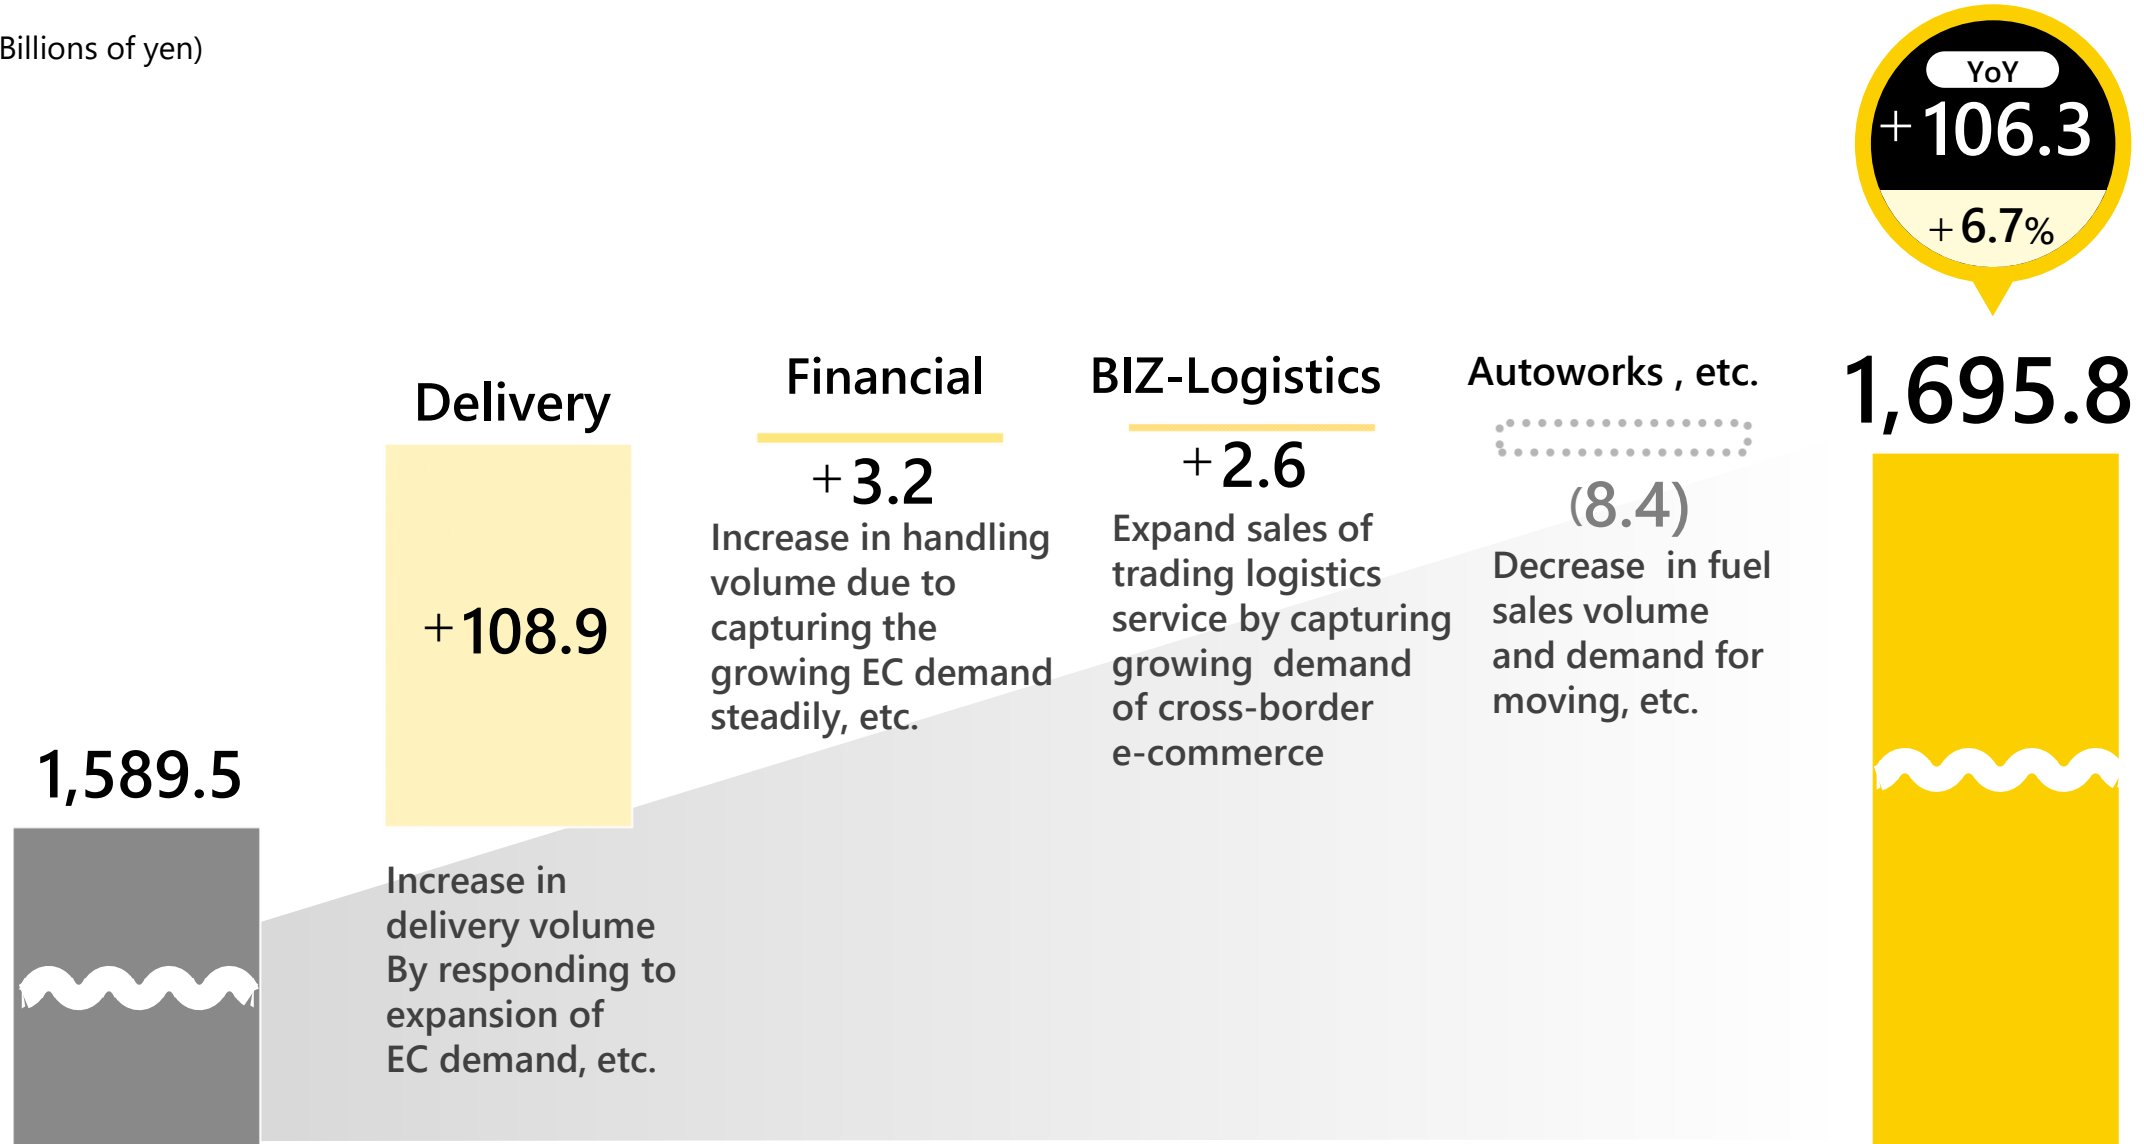 Billions of yen)
YoY
+106.3
+6.7%
1,589.5
Delivery
+108.9
Increase in
delivery volume
By responding to
expansion of
EC demand, etc.
Financial
+3.2
Increase in handling
volume due to
capturing the
growing EC demand
steadily, etc.
BIZ-Logistics
+2.6
Expand sales of
trading logistics
service by capturing
growing demand
of cross-border
e-commerce
Autoworks , etc.
(8.4)
Decrease in fuel
sales volume
and demand for
moving, etc.
1,695.8